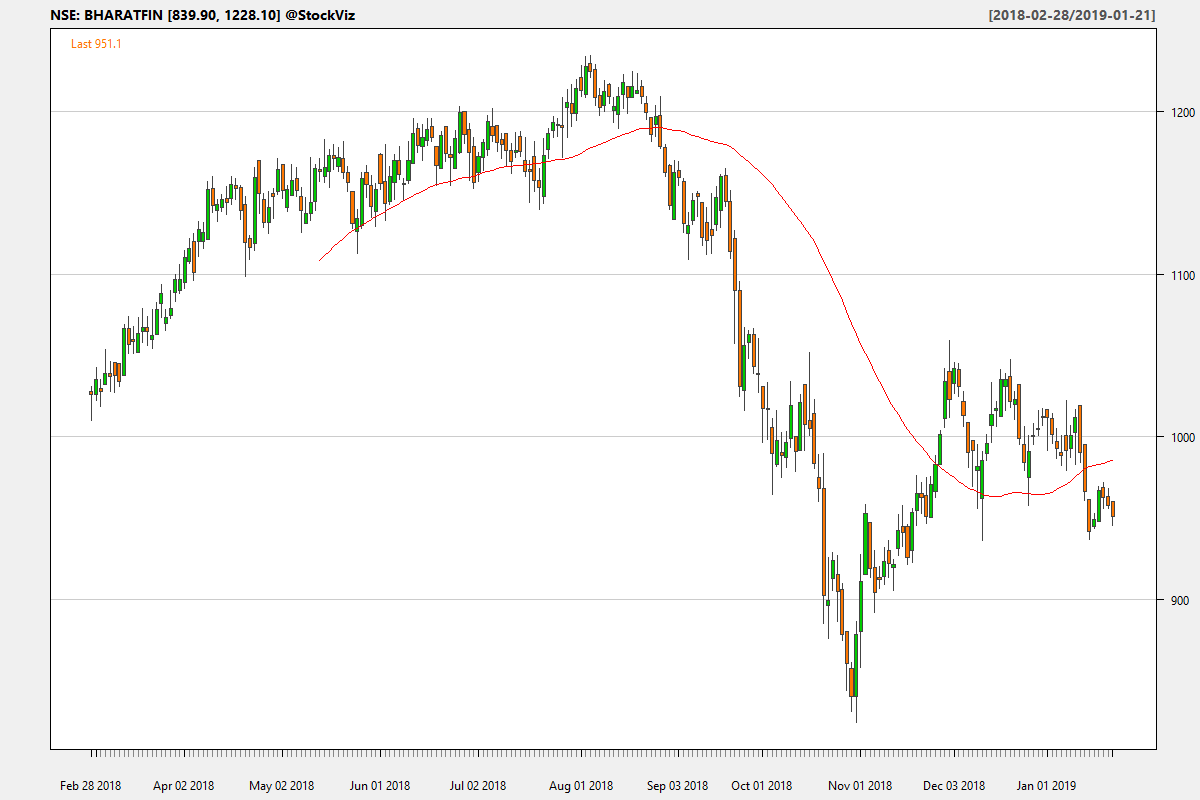 NSE: BHARATFIN [839.90, 1228.10] @StockViz
[2018-02-28/2019-01-21]
Last 951.1
1200
1100
1000
900
Feb 28 2018
Apr 02 2018
May 02 2018
Jun 01 2018
Jul 02 2018
Aug 01 2018
Sep 03 2018
Oct 01 2018
Nov 01 2018
Dec 03 2018
Jan 01 2019